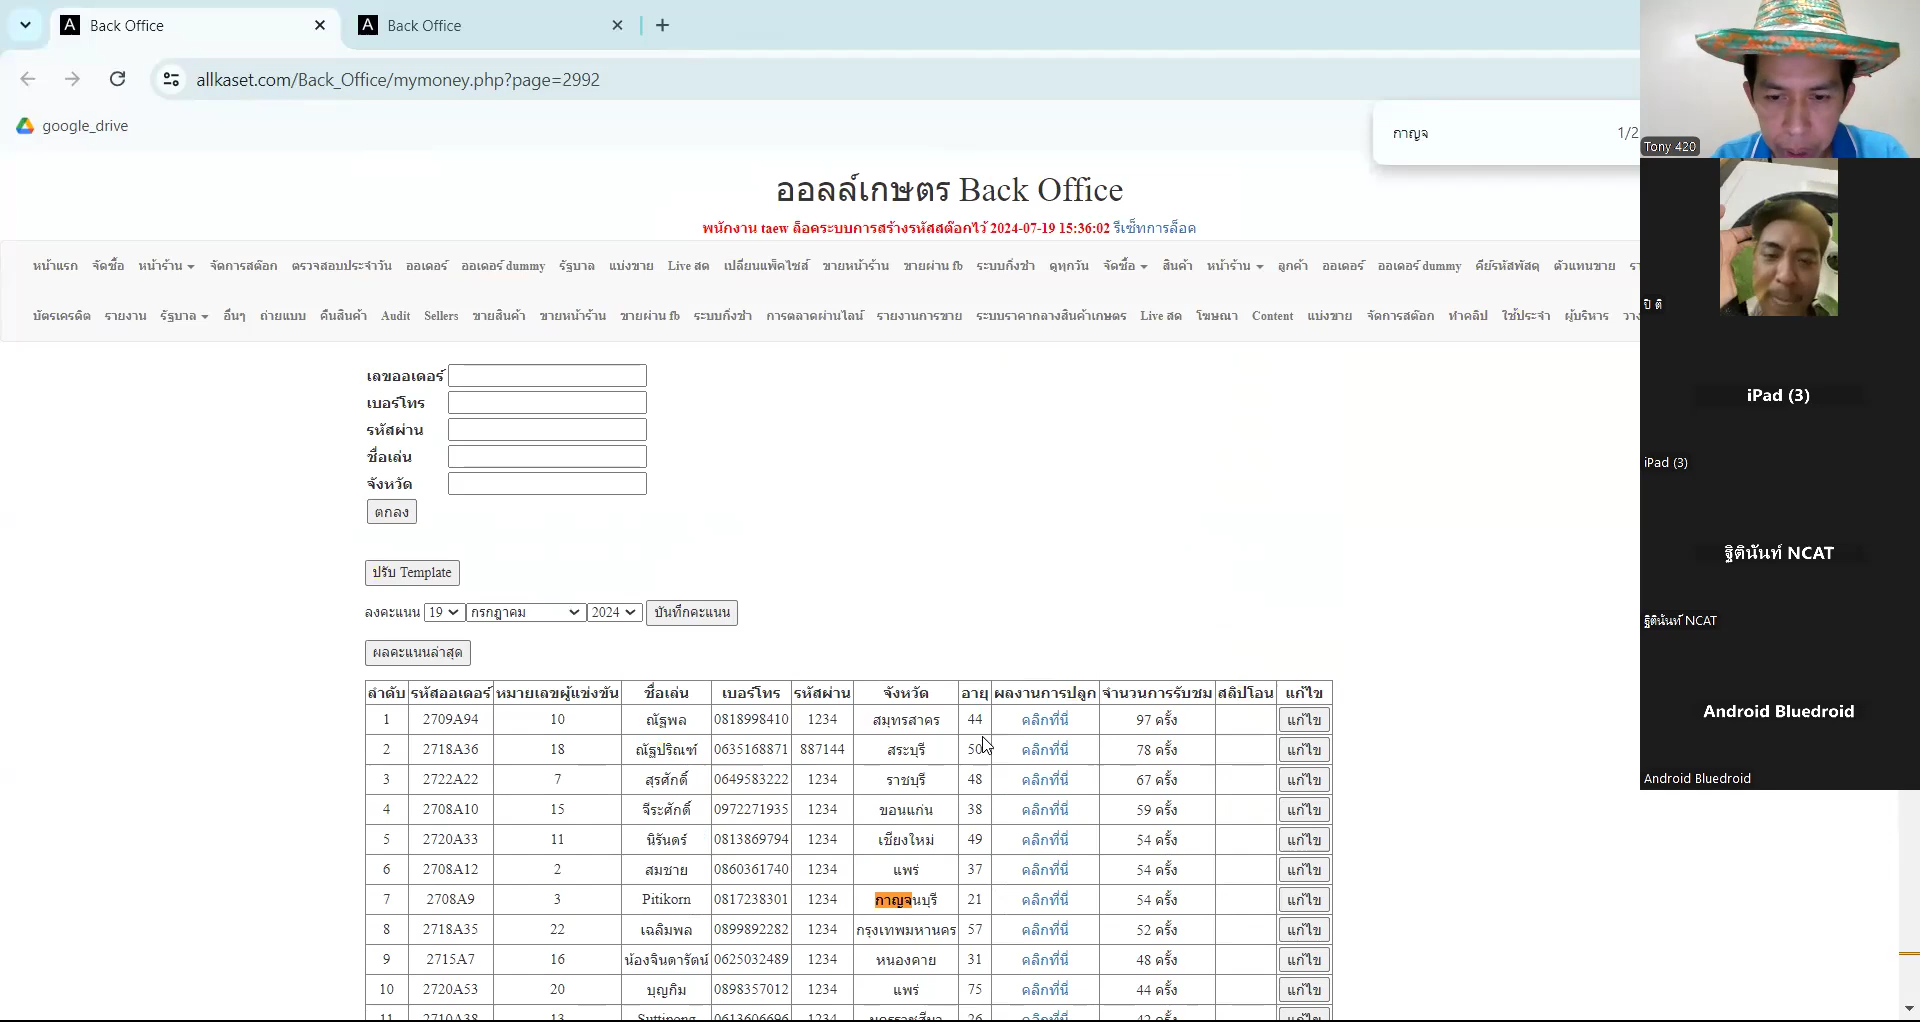 Back Office
Back Office
allkaset.com/Back_Office/mymoney.php?page=2992
google_drive
กาญจ 1/2
ออลล์เกษตร Back Office
พนักงาน taew ล็อคระบบการสร้างรหัสสต๊อกไว้ 2024-07-19 15:36:02 รีเซ็ทการล็อค
หน้าแรก จัดซื้อ หน้าร้าน จัดการสต๊อก ตรวจสอบประจำวัน ออเดอร์ ออเดอร์ dummy รัฐบาล แบ่งขาย Live สด เปลี่ยนแพ็คไซส์ ขายหน้าร้าน ขายผ่าน fb ระบบกิ่งชำ ดูทุกวัน จัดซื้อ สินค้า หน้าร้าน ลูกค้า ออเดอร์ ออเดอร์ dummy คีย์รหัสพัสดุ ตัวแทนขาย
บัตรเครดิต รายงาน รัฐบาล อื่นๆ ถ่ายแบบ คืนสินค้า Audit Sellers ขายสินค้า ขายหน้าร้าน ขายผ่าน fb ระบบกิ่งชำ การตลาดผ่านไลน์ รายงานการขาย ระบบราคากลางสินค้าเกษตร Live สด โฆษณา Content แบ่งขาย จัดการสต๊อก ทำคลิป ใช้ประจำ ผู้บริหาร
เลขออเดอร์
เบอร์โทร
รหัสผ่าน
ชื่อเล่น
จังหวัด
ตกลง
ปรับ Template
ลงคะแนน 19 กรกฎาคม 2024 บันทึกคะแนน
ผลคะแนนล่าสุด
ลำดับ รหัสออเดอร์ หมายเลขผู้แข่งขัน ชื่อเล่น เบอร์โทร รหัสผ่าน จังหวัด อายุ ผลงานการปลูก จำนวนการรับชม สลิปโอน แก้ไข
1 2709A94 10 ณัฐพล 0818998410 1234 สมุทรสาคร 44 คลิกที่นี่ 97 ครั้ง แก้ไข
2 2718A36 18 ณัฐปริณฑ์ 0635168871 887144 สระบุรี 50 คลิกที่นี่ 78 ครั้ง แก้ไข
3 2722A22 7 สุรศักดิ์ 0649583222 1234 ราชบุรี 48 คลิกที่นี่ 67 ครั้ง แก้ไข
4 2708A10 15 จีระศักดิ์ 0972271935 1234 ขอนแก่น 38 คลิกที่นี่ 59 ครั้ง แก้ไข
5 2720A33 11 นิรันดร์ 0813869794 1234 เชียงใหม่ 49 คลิกที่นี่ 54 ครั้ง แก้ไข
6 2708A12 2 สมชาย 0860361740 1234 แพร่ 37 คลิกที่นี่ 54 ครั้ง แก้ไข
7 2708A9 3 Pitikorn 0817238301 1234 กาญจนบุรี 21 คลิกที่นี่ 54 ครั้ง แก้ไข
8 2718A35 22 เฉลิมพล 0899892282 1234 กรุงเทพมหานคร 57 คลิกที่นี่ 52 ครั้ง แก้ไข
9 2715A7 16 น้องจินดารัตน์ 0625032489 1234 หนองคาย 31 คลิกที่นี่ 48 ครั้ง แก้ไข
10 2720A53 20 บุญกิม 0898357012 1234 แพร่ 75 คลิกที่นี่ 44 ครั้ง แก้ไข
Tony 420
ปิ ติ
iPad (3)
iPad (3)
ฐิตินันท์ NCAT
ฐิตินันท์ NCAT
Android Bluedroid
Android Bluedroid